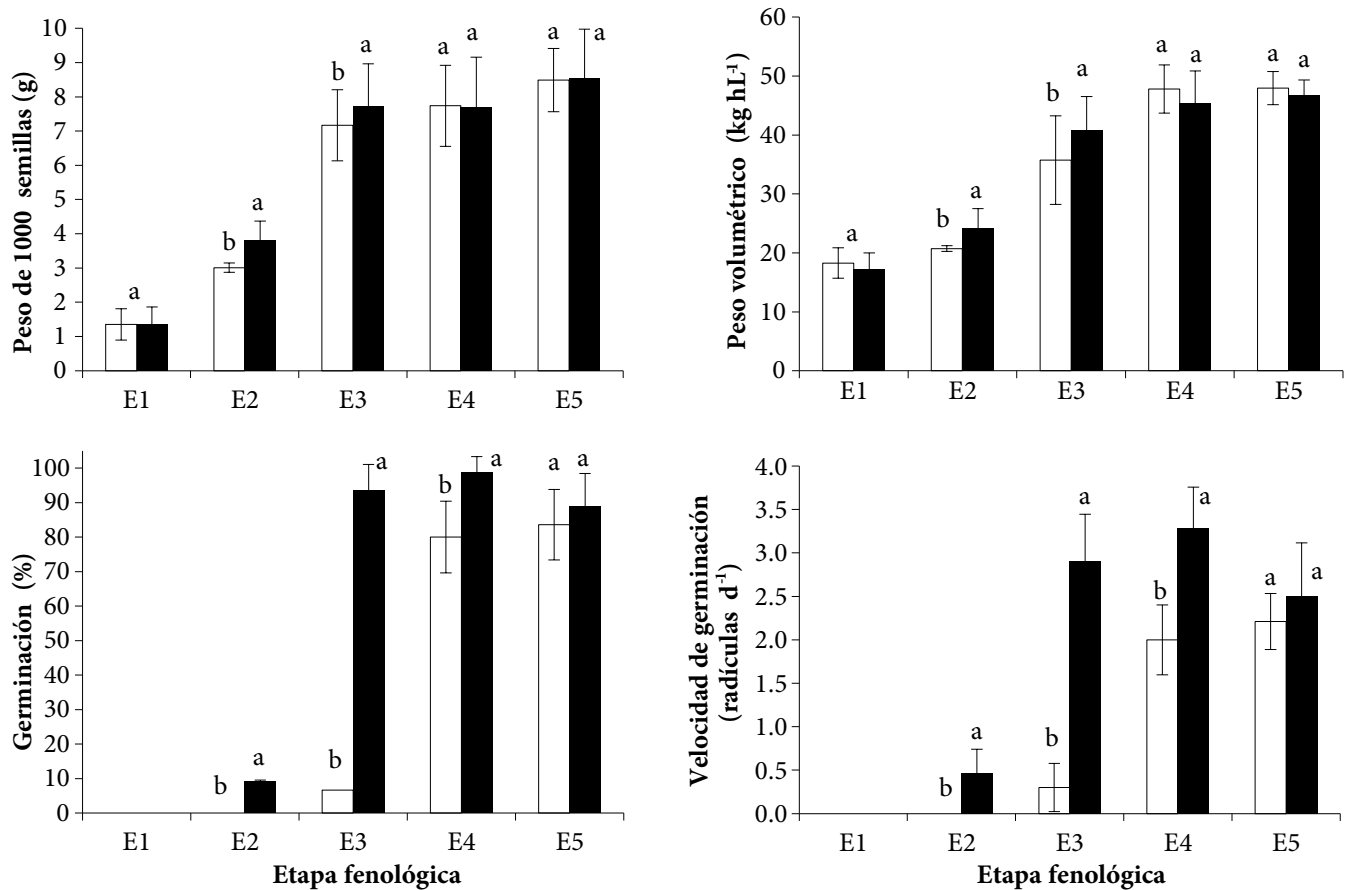 Peso de 1000 semillas (g)
10
9
8
7
6
5
4
3
2
1
0
a
b
a
b
a
a
a
a
a
E1
E2
E3
E4
E5
Peso volumétrico (kg hL-1)
60
50
40
30
20
10
0
a
b
a
b
a
a
a
a
a
E1
E2
E3
E4
E5
Germinación (%)
100
90
80
70
60
50
40
30
20
10
0
b
a
b
a
b
a
a
a
E1
E2
E3
E4
E5
Etapa fenológica
Velocidad de germinación
(radículas d-1)
4.0
3.5
3.0
2.5
2.0
1.5
1.0
0.5
0.0
b
a
b
a
b
a
a
a
E1
E2
E3
E4
E5
Etapa fenológica